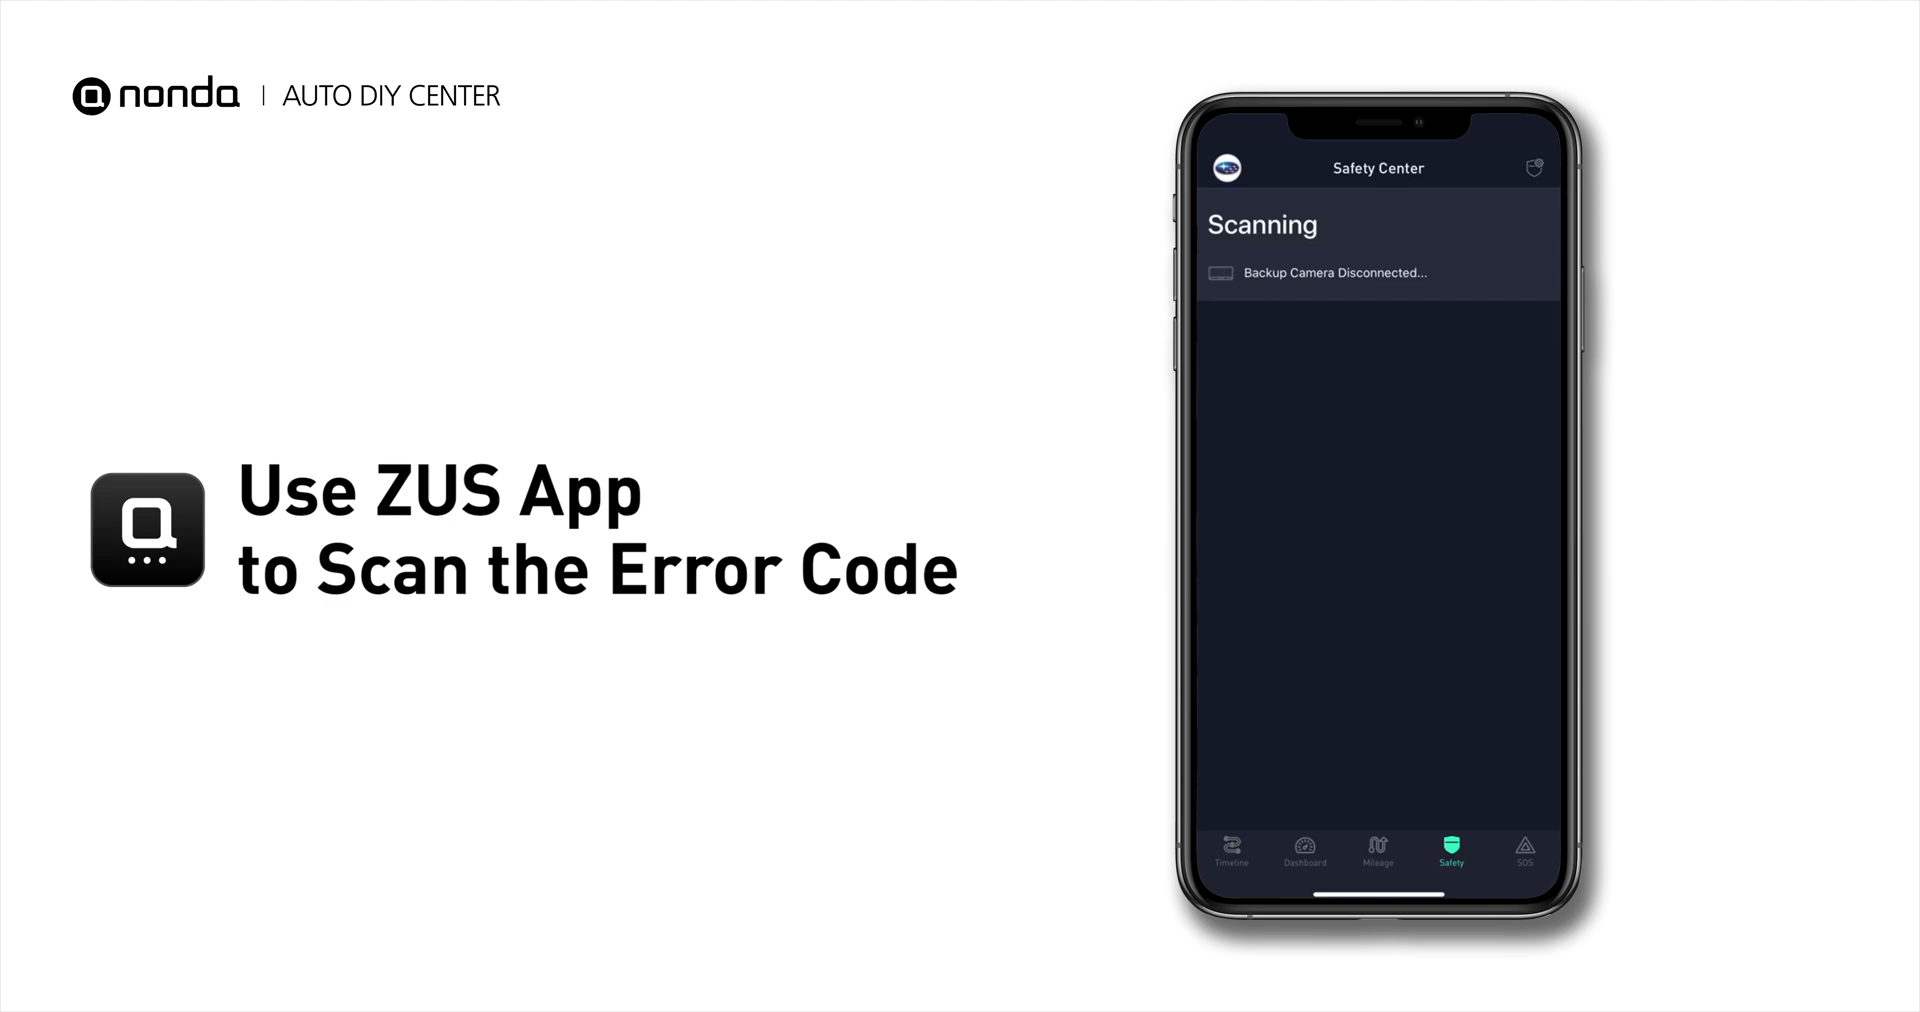 nonda | AUTO DIY CENTER
Use ZUS App
to Scan the Error Code
Safety Center
Scanning
Backup Camera Disconnected...
Timeline
Dashboard
Mileage
Safety
SOS